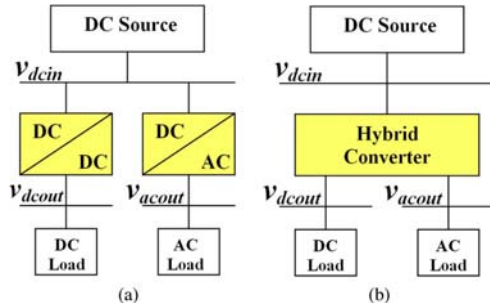 DC Source
v_dcin
DC
DC
DC
AC
v_dcout
v_acout
DC
Load
AC
Load
(a)
DC Source
v_dcin
Hybrid
Converter
v_dcout
v_acout
DC
Load
AC
Load
(b)